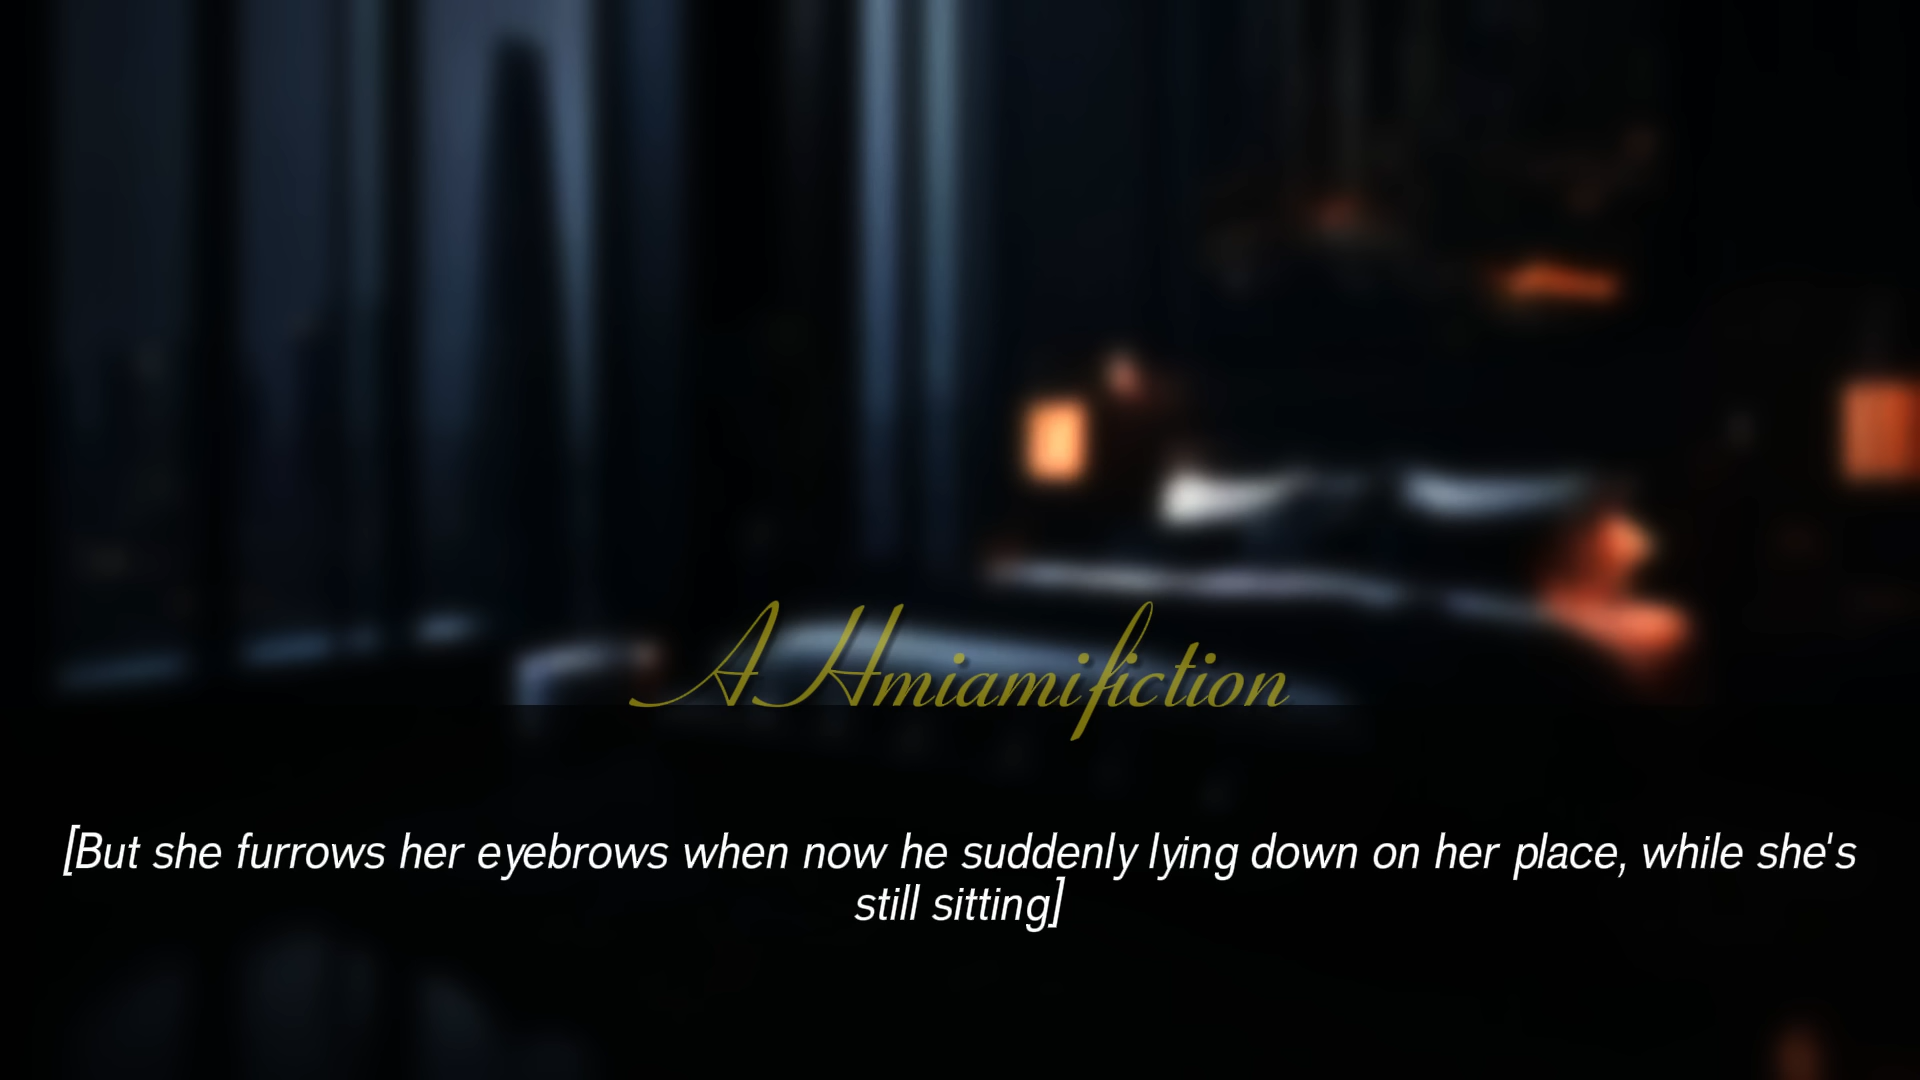 AHmiamifiction
[But she furrows her eyebrows when now he suddenly lying down on her place, while she's
still sitting]